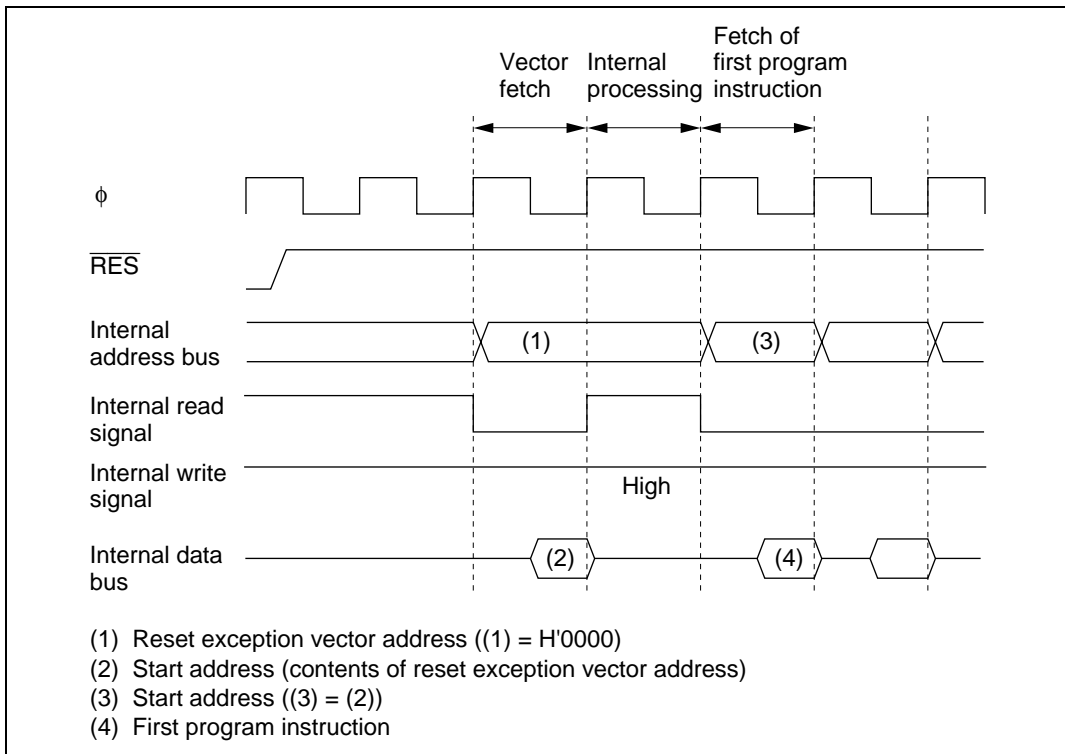 Vector
fetch
Internal
processing
Fetch of
first program
instruction
φ
RES
Internal
address bus
(1)
(3)
Internal read
signal
Internal write
signal
High
Internal data
bus
(2)
(4)
(1) Reset exception vector address ((1) = H'0000)
(2) Start address (contents of reset exception vector address)
(3) Start address ((3) = (2))
(4) First program instruction